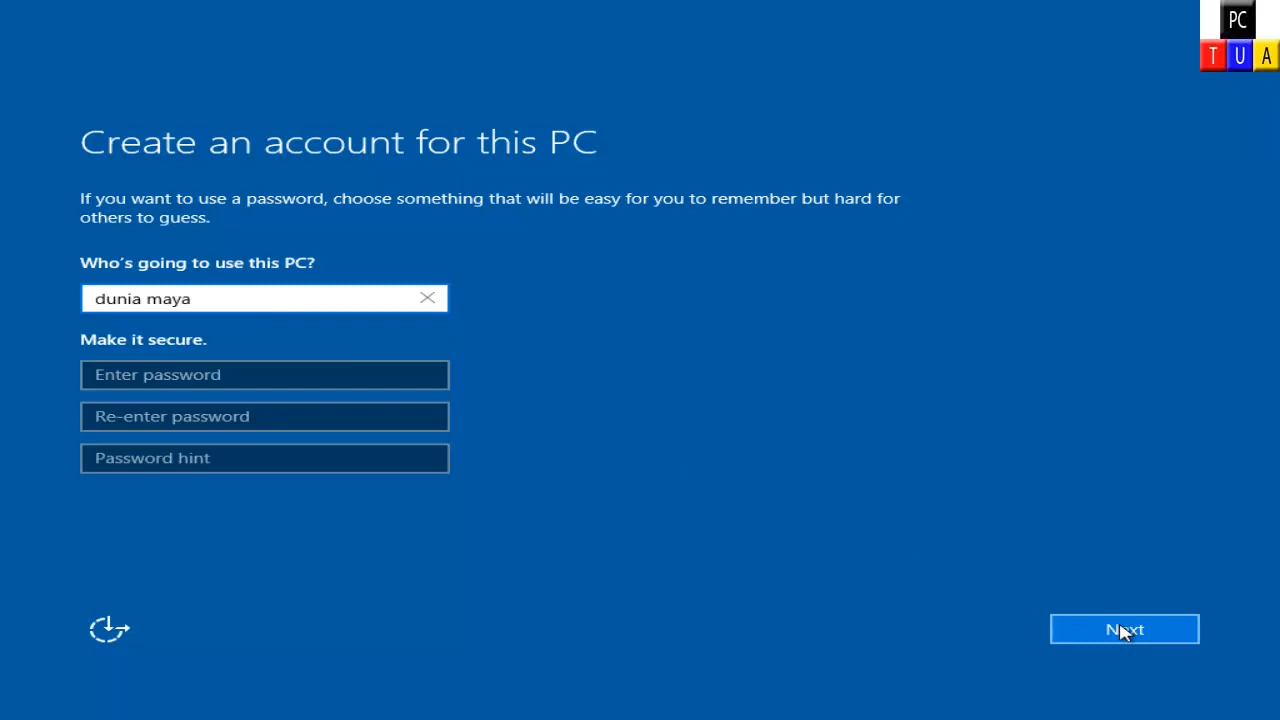 PC
T U A
Create an account for this PC
If you want to use a password, choose something that will be easy for you to remember but hard for
others to guess.
Who's going to use this PC?
dunia maya
Make it secure.
Enter password
Re-enter password
Password hint
Next